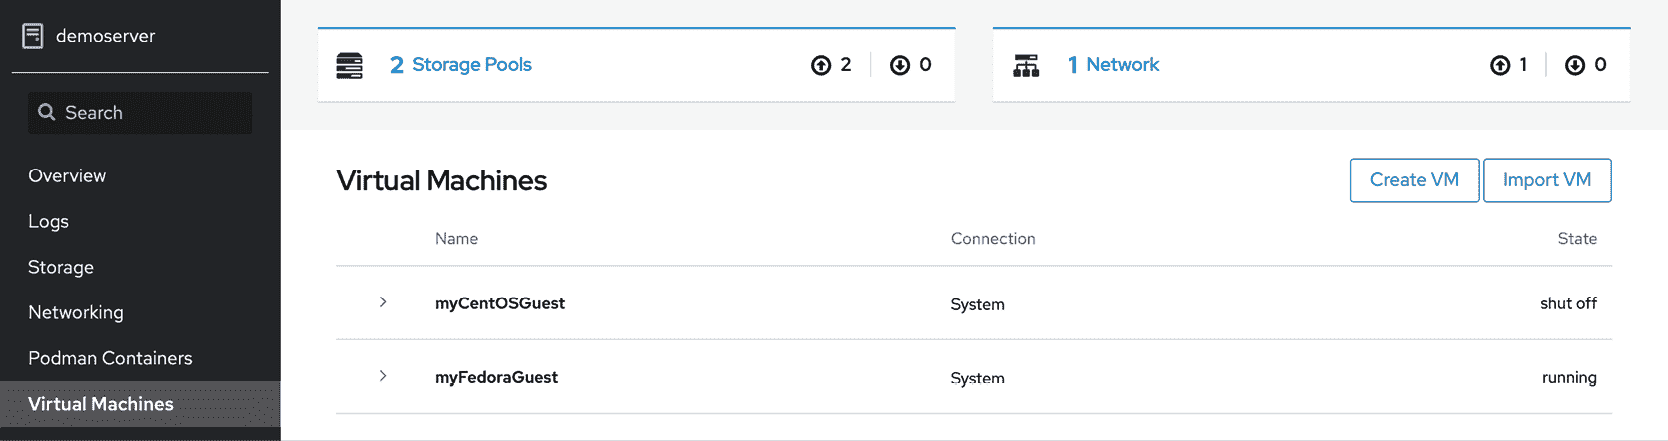 demoserver
Search
Overview
Logs
Storage
Networking
Podman Containers
Virtual Machines
2 Storage Pools 2 0
1 Network 1 0
Virtual Machines
Create VM Import VM
Name Connection State
myCentOSGuest System shut off
myFedoraGuest System running